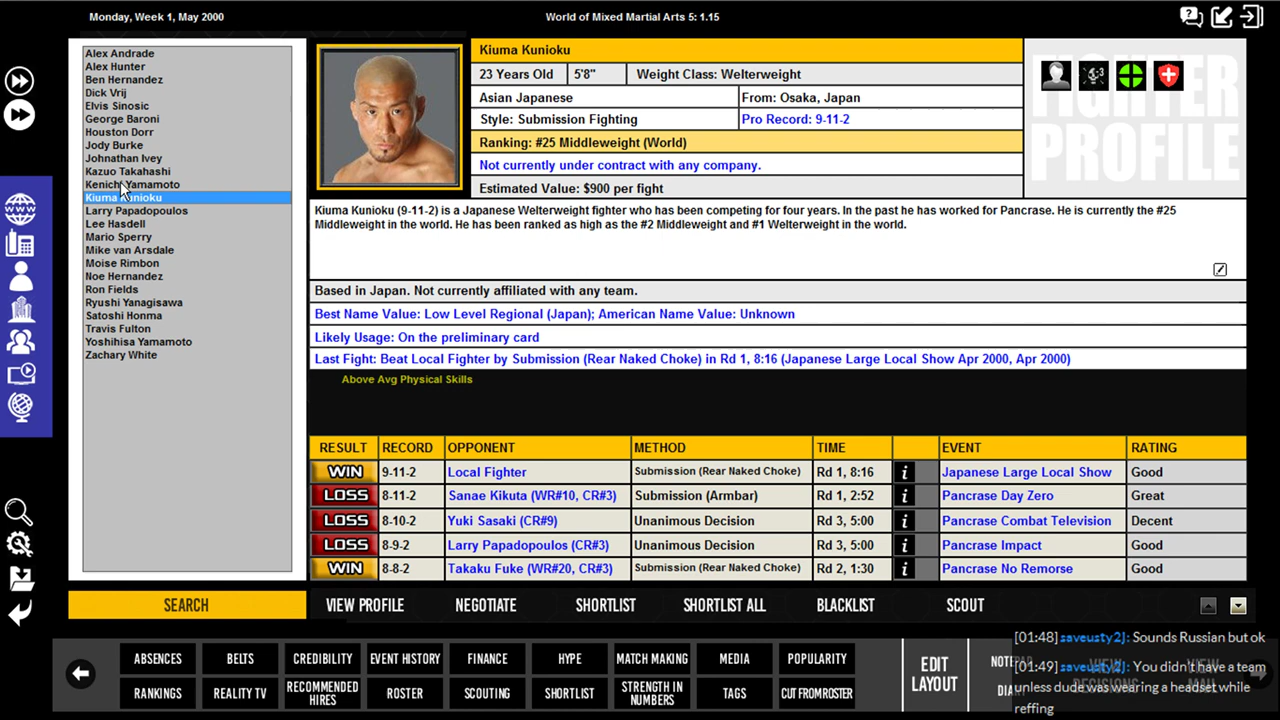 Monday, Week 1, May 2000
World of Mixed Martial Arts 5: 1.15
Alex Andrade
Alex Hunter
Ben Hernandez
Dick Vrij
Elvis Sinosic
George Baroni
Houston Dorr
Jody Burke
Johnathan Ivey
Kazuo Takahashi
Kenichi Yamamoto
Kiuma Kunioku
Larry Papadopoulos
Lee Hasdell
Mario Sperry
Mike van Arsdale
Moise Rimbon
Noe Hernandez
Ron Fields
Ryushi Yanagisawa
Satoshi Honma
Travis Fulton
Yoshihisa Yamamoto
Zachary White
SEARCH
Kiuma Kunioku
23 Years Old 5'8" Weight Class: Welterweight
Asian Japanese From: Osaka, Japan
Style: Submission Fighting Pro Record: 9-11-2
Ranking: #25 Middleweight (World)
Not currently under contract with any company.
Estimated Value: $900 per fight
FIGHTER
PROFILE
Kiuma Kunioku (9-11-2) is a Japanese Welterweight fighter who has been competing for four years. In the past he has worked for Pancrase. He is currently the #25
Middleweight in the world. He has been ranked as high as the #2 Middleweight and #1 Welterweight in the world.
Based in Japan. Not currently affiliated with any team.
Best Name Value: Low Level Regional (Japan); American Name Value: Unknown
Likely Usage: On the preliminary card
Last Fight: Beat Local Fighter by Submission (Rear Naked Choke) in Rd 1, 8:16 (Japanese Large Local Show Apr 2000, Apr 2000)
Above Avg Physical Skills
RESULT RECORD OPPONENT METHOD TIME EVENT RATING
WIN 9-11-2 Local Fighter Submission (Rear Naked Choke) Rd 1, 8:16 i Japanese Large Local Show Good
LOSS 8-11-2 Sanae Kikuta (WR#10, CR#3) Submission (Armbar) Rd 1, 2:52 i Pancrase Day Zero Great
LOSS 8-10-2 Yuki Sasaki (CR#9) Unanimous Decision Rd 3, 5:00 i Pancrase Combat Television Decent
LOSS 8-9-2 Larry Papadopoulos (CR#3) Unanimous Decision Rd 3, 5:00 i Pancrase Impact Good
WIN 8-8-2 Takaku Fuke (WR#20, CR#3) Submission (Rear Naked Choke) Rd 2, 1:30 i Pancrase No Remorse Good
VIEW PROFILE NEGOTIATE SHORTLIST SHORTLIST ALL BLACKLIST SCOUT
ABSENCES BELTS CREDIBILITY EVENT HISTORY FINANCE HYPE MATCH MAKING MEDIA POPULARITY
RANKINGS REALITY TV RECOMMENDED HIRES ROSTER SCOUTING SHORTLIST STRENGTH IN NUMBERS TAGS CUT FROM ROSTER
EDIT
LAYOUT
[01:48] saveusty2J: Sounds Russian but ok
[01:49] saveusty2J: You didn't have a team
unless dude was wearing a headset while
reffing